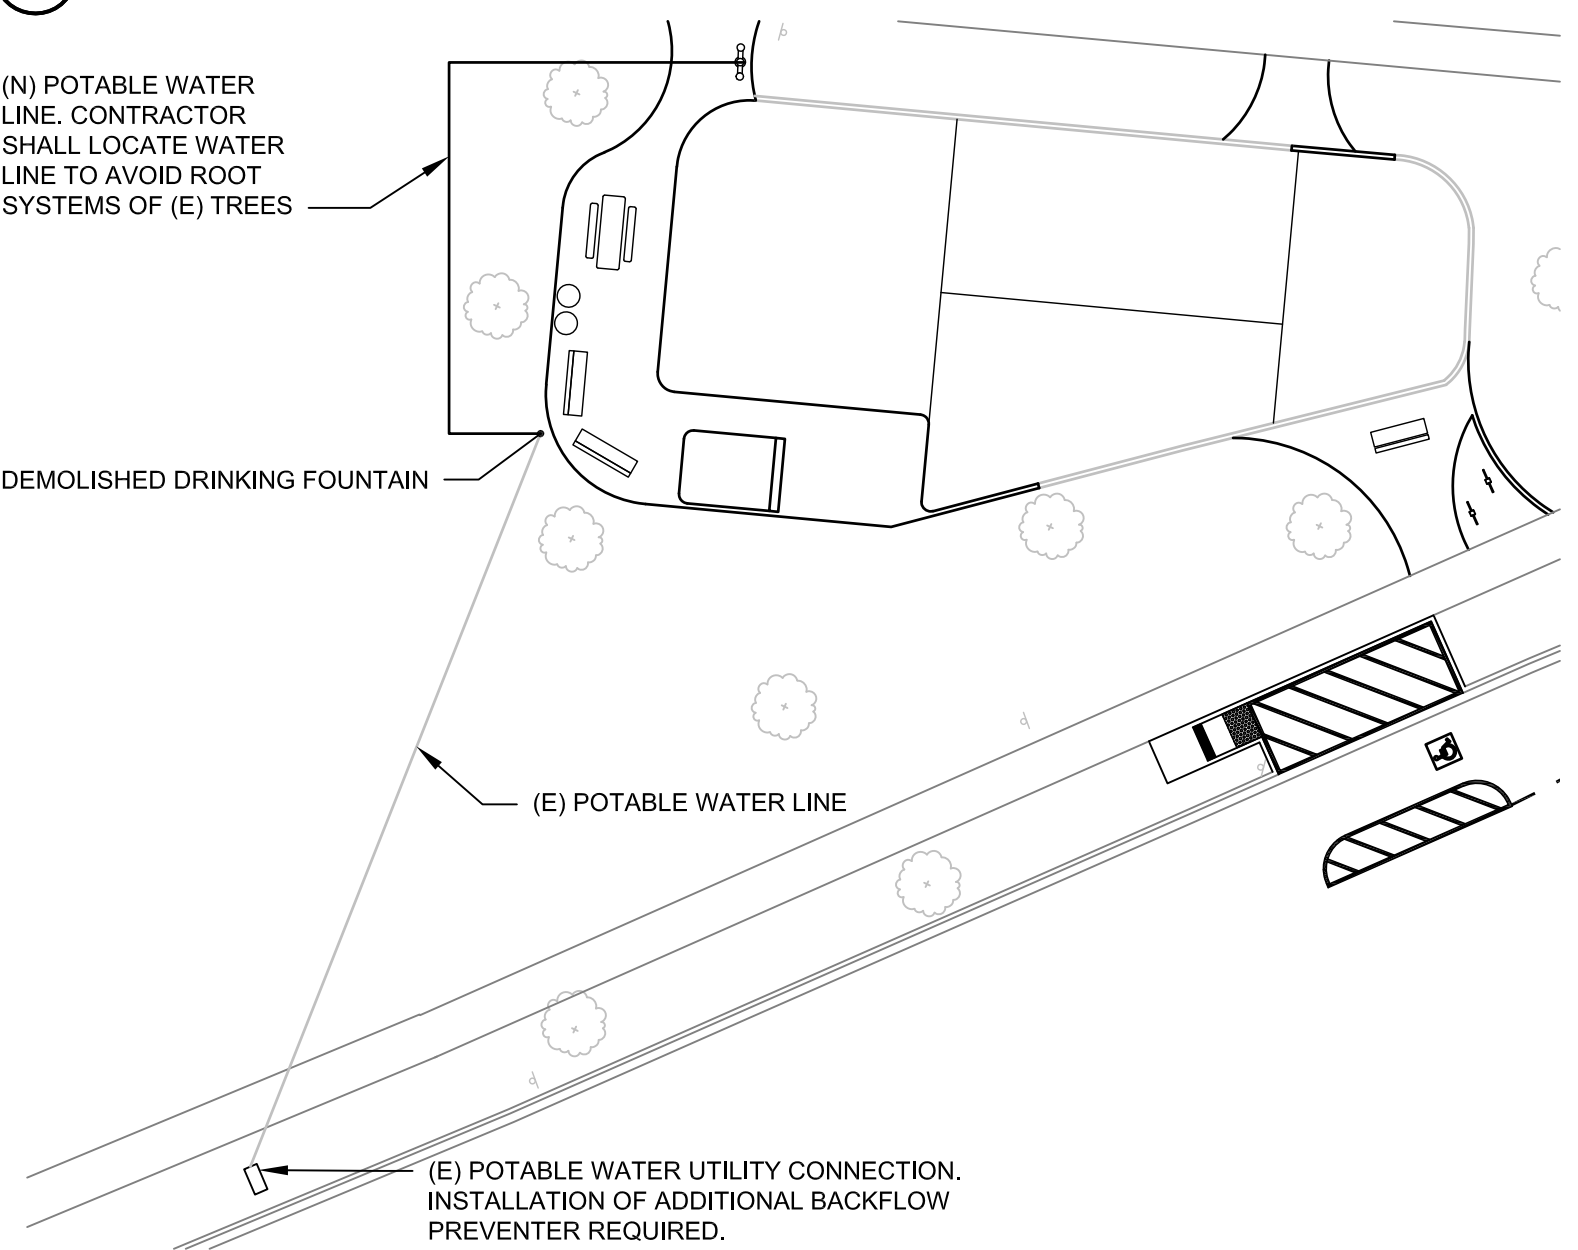 (N) POTABLE WATER
LINE. CONTRACTOR
SHALL LOCATE WATER
LINE TO AVOID ROOT
SYSTEMS OF (E) TREES
DEMOLISHED DRINKING FOUNTAIN
(E) POTABLE WATER LINE
(E) POTABLE WATER UTILITY CONNECTION.
INSTALLATION OF ADDITIONAL BACKFLOW
PREVENTER REQUIRED.